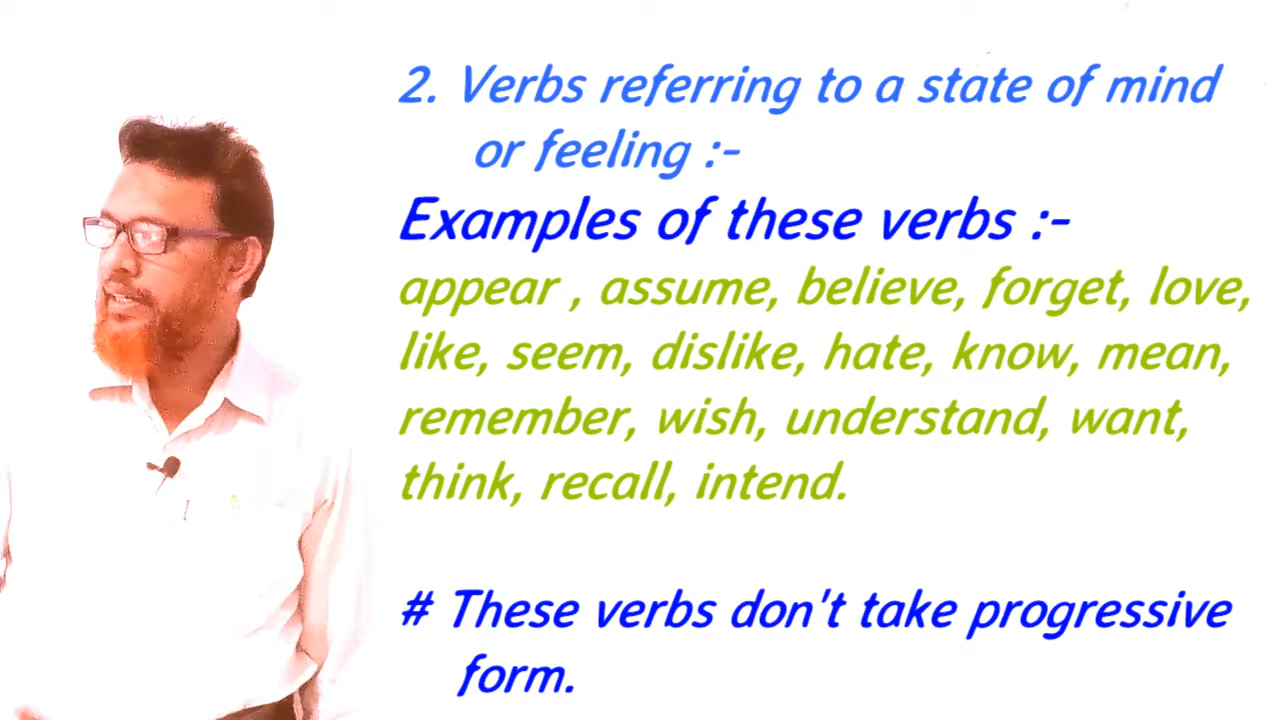 2. Verbs referring to a state of mind
or feeling :-
Examples of these verbs :-
appear , assume, believe, forget, love,
like, seem, dislike, hate, know, mean,
remember, wish, understand, want,
think, recall, intend.
# These verbs don't take progressive
form.